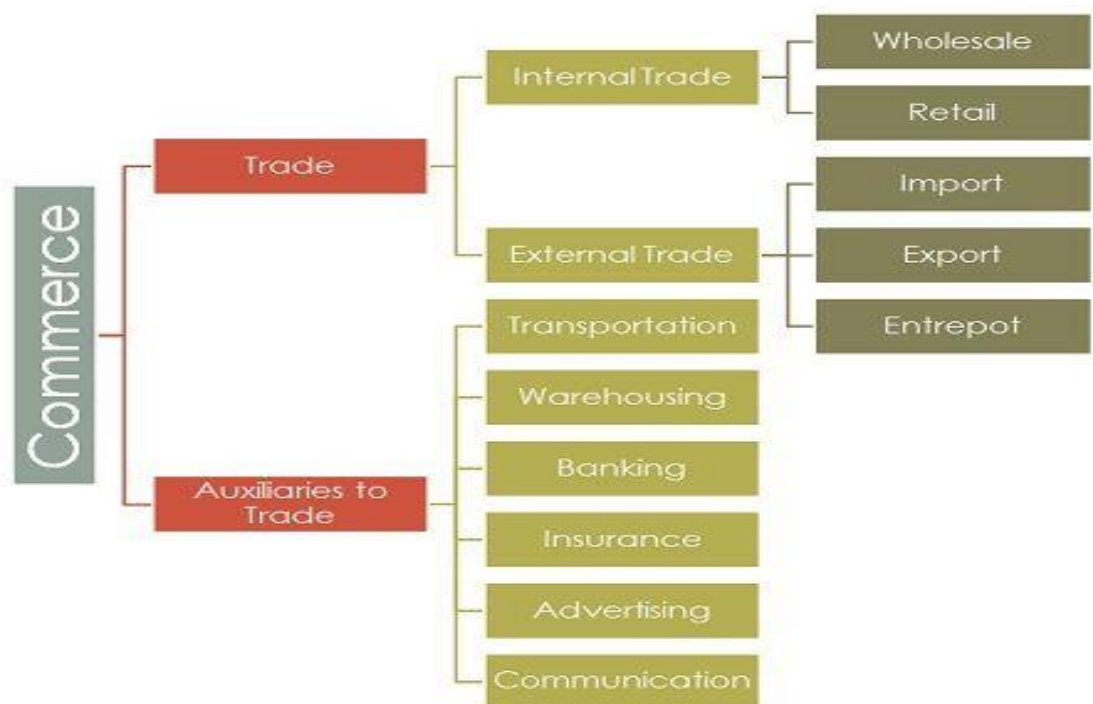 Commerce
Trade
Internal Trade
Wholesale
Retail
External Trade
Import
Export
Entrepot
Auxiliaries to
Trade
Transportation
Warehousing
Banking
Insurance
Advertising
Communication